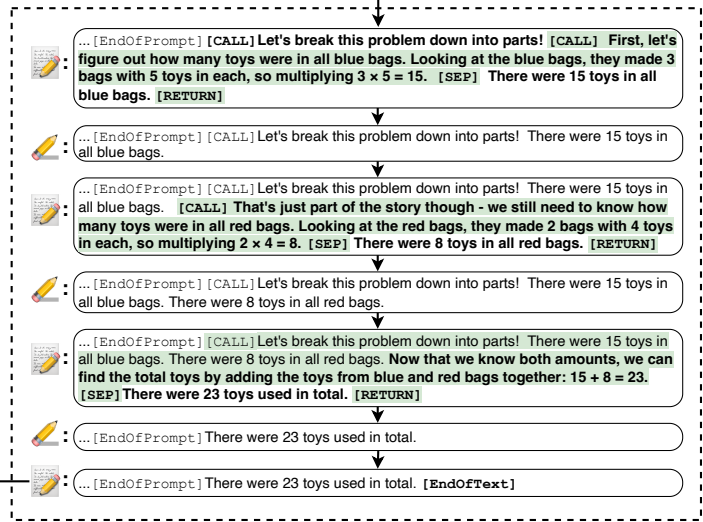 ... [EndOfPrompt] [CALL] Let's break this problem down into parts! [CALL] First, let's
figure out how many toys were in all blue bags. Looking at the blue bags, they made 3
bags with 5 toys in each, so multiplying 3 × 5 = 15. [SEP] There were 15 toys in all
blue bags. [RETURN]
... [EndOfPrompt] [CALL] Let's break this problem down into parts! There were 15 toys in
all blue bags.
... [EndOfPrompt] [CALL] Let's break this problem down into parts! There were 15 toys in
all blue bags. [CALL] That's just part of the story though - we still need to know how
many toys were in all red bags. Looking at the red bags, they made 2 bags with 4 toys
in each, so multiplying 2 × 4 = 8. [SEP] There were 8 toys in all red bags. [RETURN]
... [EndOfPrompt] [CALL] Let's break this problem down into parts! There were 15 toys in
all blue bags. There were 8 toys in all red bags.
... [EndOfPrompt] [CALL] Let's break this problem down into parts! There were 15 toys in
all blue bags. There were 8 toys in all red bags. Now that we know both amounts, we can
find the total toys by adding the toys from blue and red bags together: 15 + 8 = 23.
[SEP] There were 23 toys used in total. [RETURN]
... [EndOfPrompt] There were 23 toys used in total.
... [EndOfPrompt] There were 23 toys used in total. [EndOfText]